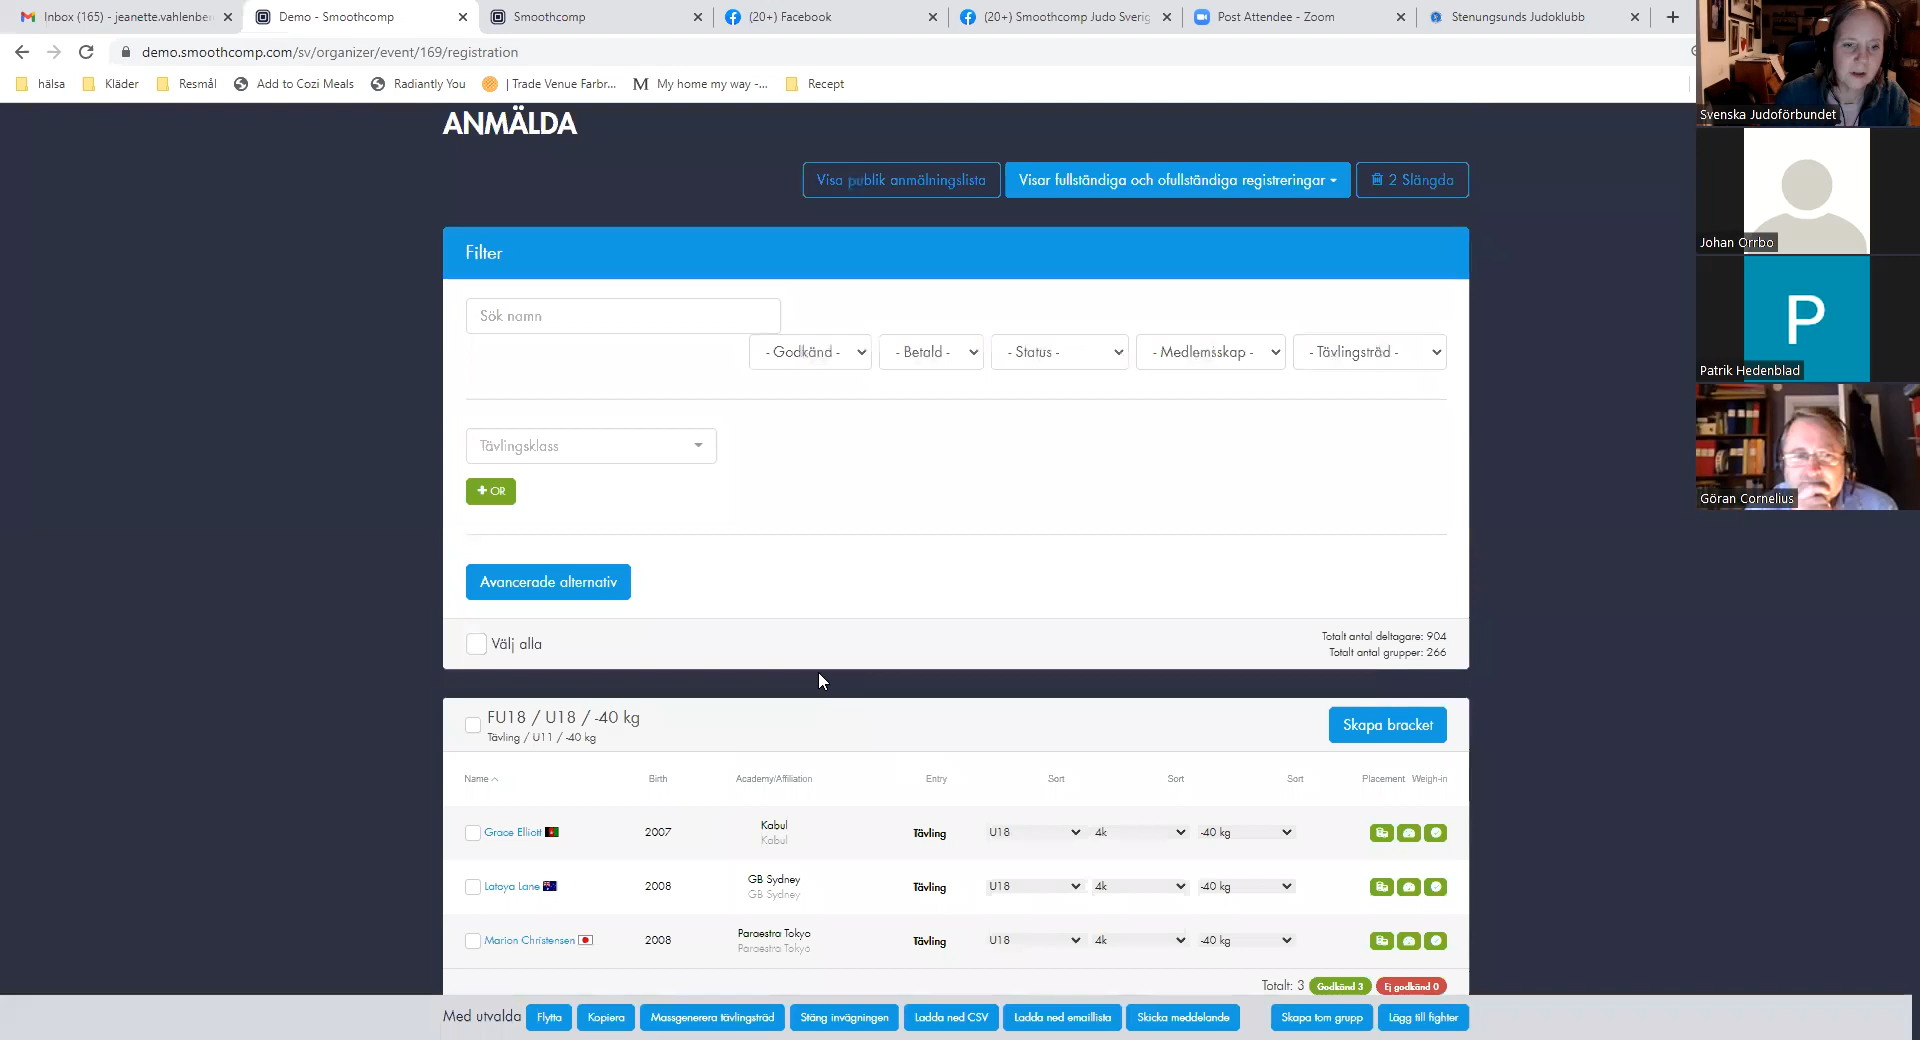 Inbox (165) - jeanette.vahlenber
Demo - Smoothcomp
Smoothcomp
(20+) Facebook
(20+) Smoothcomp Judo Sverig
Post Attendee - Zoom
Stenungsunds Judoklubb
demo.smoothcomp.com/sv/organizer/event/169/registration
hälsa
Kläder
Resmål
Add to Cozi Meals
Radiantly You
| Trade Venue Farbr...
My home my way -...
Recept
ANMÄLDA
Visa publik anmälningslista
Visar fullständiga och ofullständiga registreringar
2 Slängda
Filter
Sök namn
- Godkänd -
- Betald -
- Status -
- Medlemsskap -
- Tävlingsträd -
Tävlingsklass
+ OR
Avancerade alternativ
Välj alla
Totalt antal deltagare: 904
Totalt antal grupper: 266
FU18 / U18 / -40 kg
Tävling / U11 / -40 kg
Skapa bracket
Name Birth Academy/Affiliation Entry Sort Sort Sort Placement Weigh-in
Grace Elliott 2007 Kabul Tävling U18 4k -40 kg
Kabul
Latoya Lane 2008 GB Sydney Tävling U18 4k -40 kg
GB Sydney
Marion Christensen 2008 Paraestra Tokyo Tävling U18 4k -40 kg
Paraestra Tokyo
Totalt: 3 Godkänd 3 Ej godkänd 0
Med utvalda
Flytta
Kopiera
Massgenerera tävlingsträd
Stäng invägningen
Ladda ned CSV
Ladda ned emaillista
Skicka meddelande
Skapa tom grupp
Lägg till fighter
Svenska Judoförbundet
Johan Orrbo
P
Patrik Hedenblad
Göran Cornelius